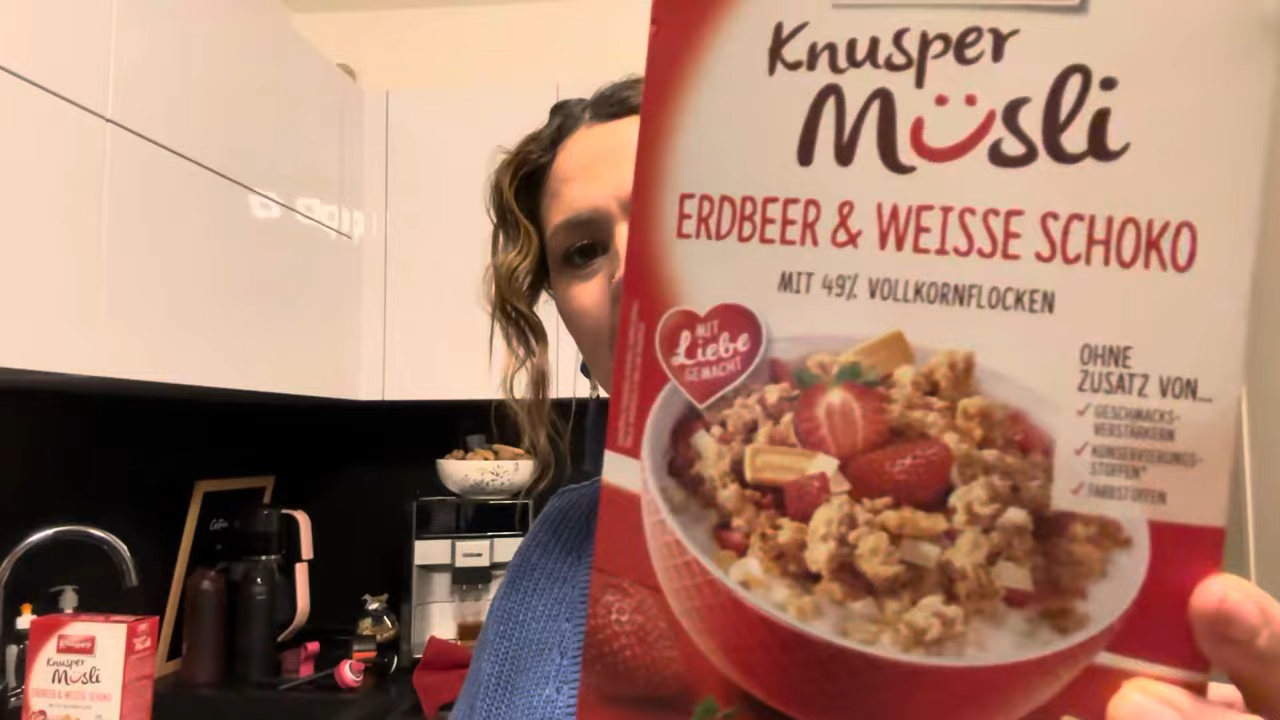 Knusper
Müsli
ERDBEER & WEISSE SCHOKO
MIT 49% VOLLKORNFLOCKEN
MIT
Liebe
GEMACHT
OHNE
ZUSATZ VON...
GESCHMACKS-
VERSTÄRKERN
KONSERVIERUNGS-
STOFFEN*
FARBSTOFFEN
Knusper
Müsli
ERDBEER & WEISSE SCHOKO